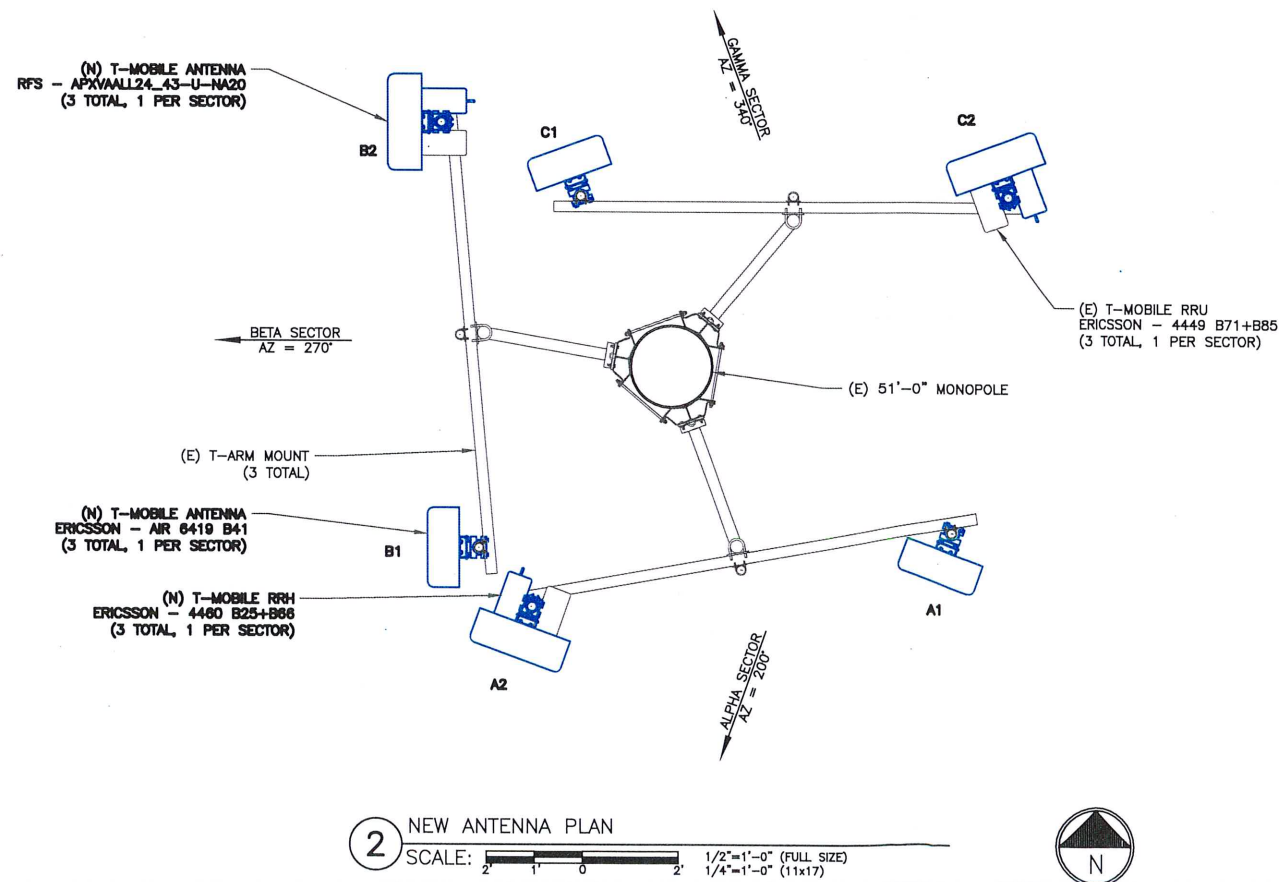 (N) T-MOBILE ANTENNA
RFS - APXVAALL24_43-U-NA20
(3 TOTAL, 1 PER SECTOR)
B2
GAMMA SECTOR
AZ = 340°
C1
C2
(E) T-MOBILE RRU
ERICSSON - 4449 B71+B85
(3 TOTAL, 1 PER SECTOR)
BETA SECTOR
AZ = 270°
(E) 51'-0" MONOPOLE
(E) T-ARM MOUNT
(3 TOTAL)
(N) T-MOBILE ANTENNA
ERICSSON - AIR 6419 B41
(3 TOTAL, 1 PER SECTOR)
B1
(N) T-MOBILE RRH
ERICSSON - 4460 B25+B66
(3 TOTAL, 1 PER SECTOR)
A1
A2
ALPHA SECTOR
AZ = 200°
2
NEW ANTENNA PLAN
SCALE:
2' 1' 0 2'
1/2"=1'-0" (FULL SIZE)
1/4"=1'-0" (11x17)
N